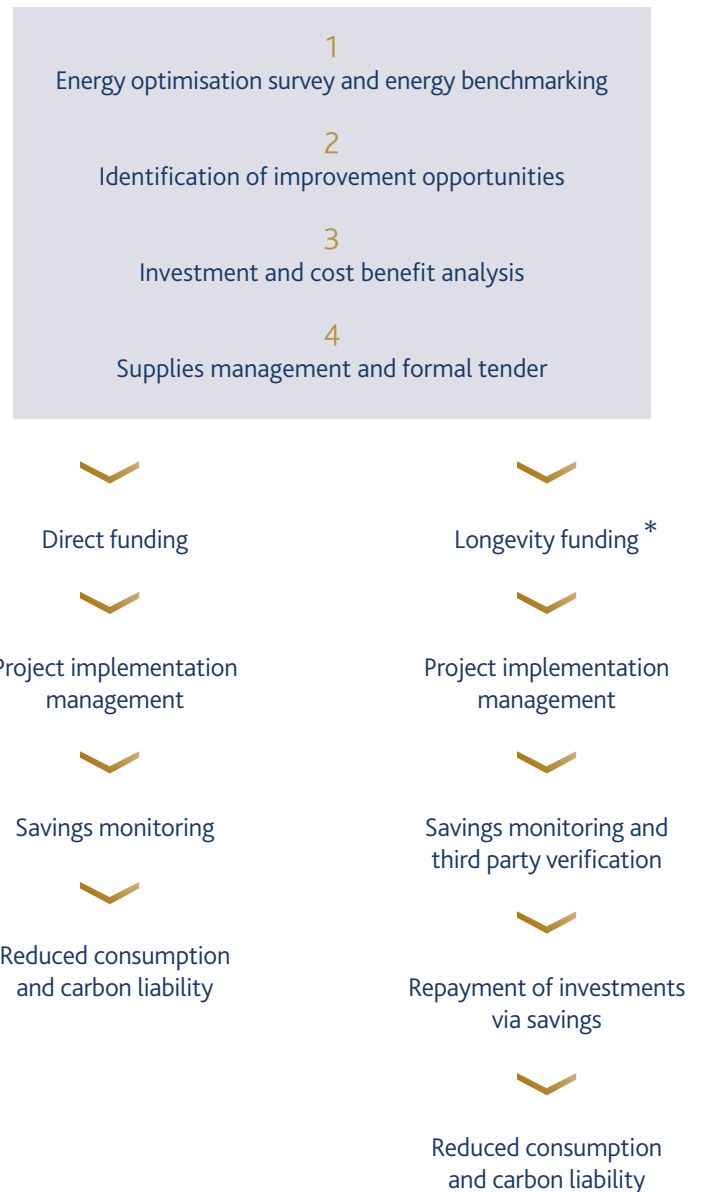 1
Energy optimisation survey and energy benchmarking
2
Identification of improvement opportunities
3
Investment and cost benefit analysis
4
Supplies management and formal tender
Direct funding
Project implementation
management
Savings monitoring
Reduced consumption
and carbon liability
Longevity funding *
Project implementation
management
Savings monitoring and
third party verification
Repayment of investments
via savings
Reduced consumption
and carbon liability